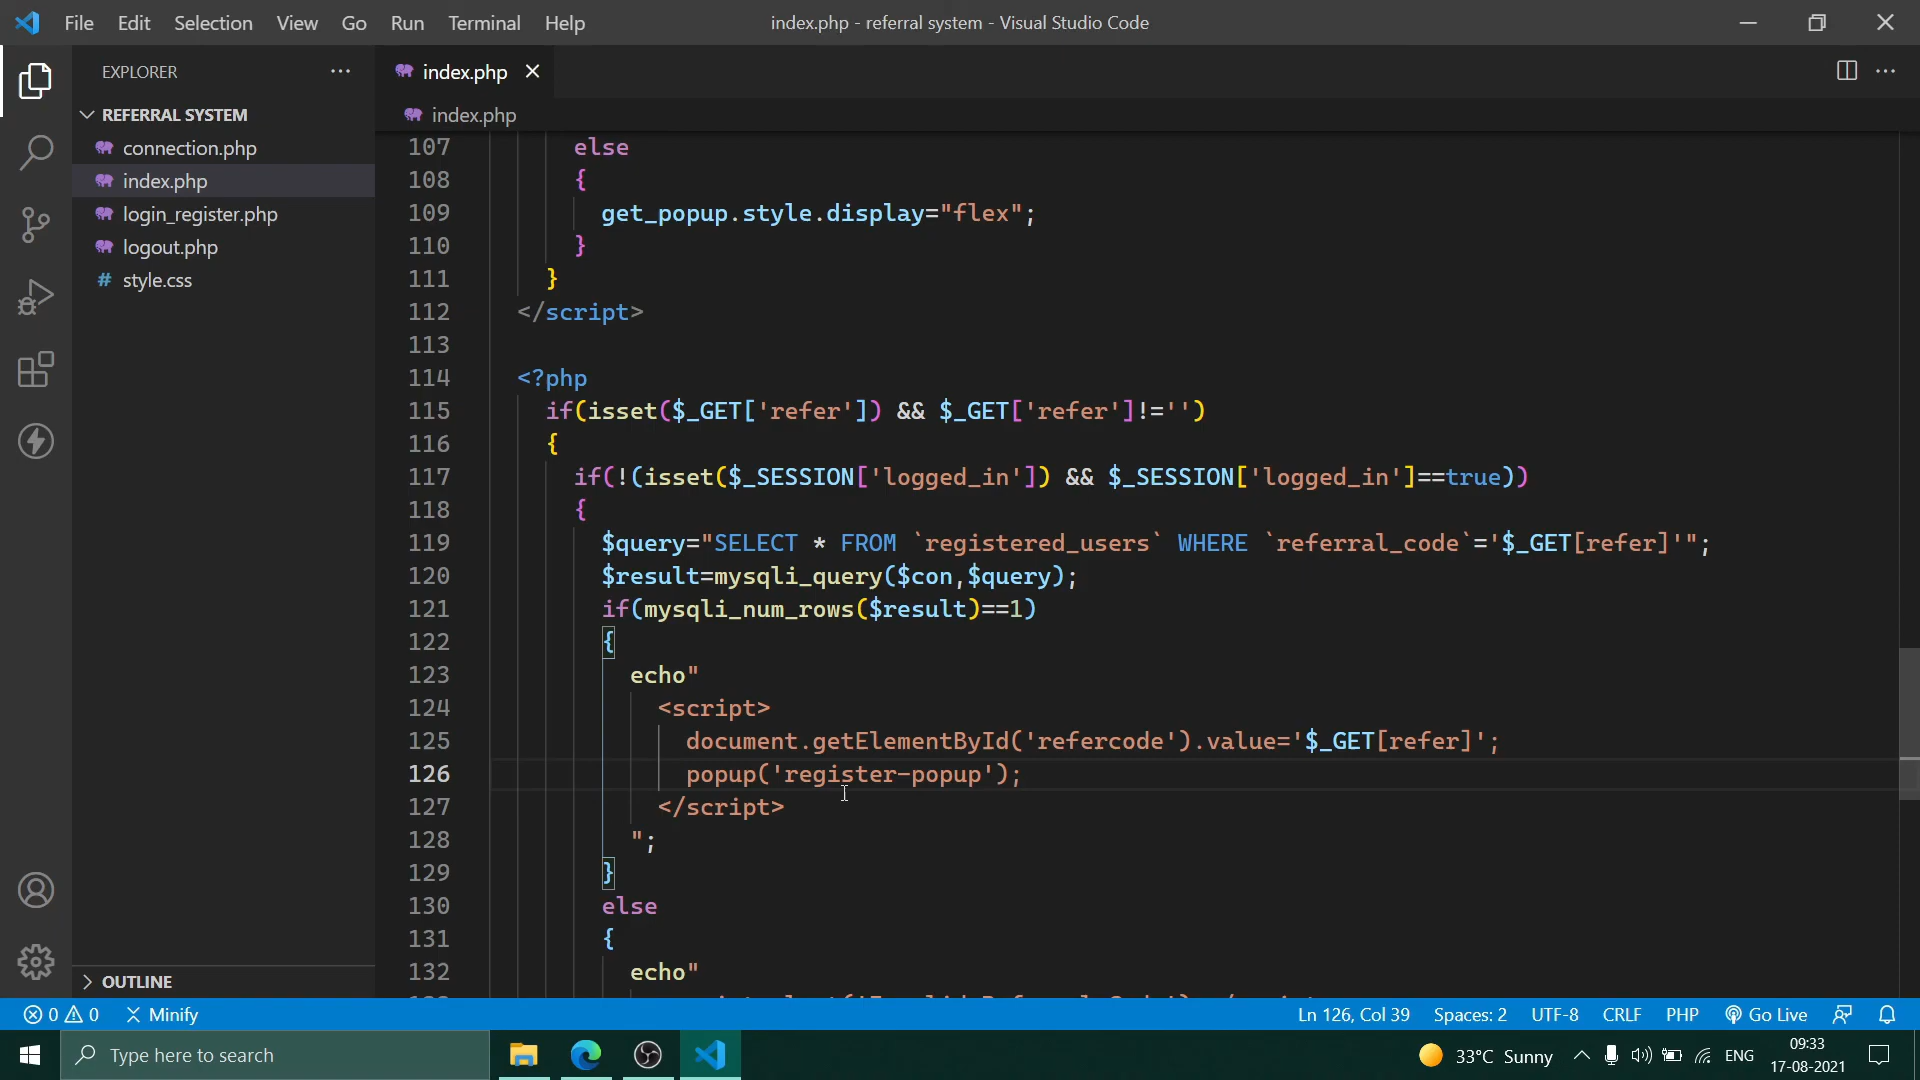 File Edit Selection View Go Run Terminal Help
index.php - referral system - Visual Studio Code
EXPLORER
REFERRAL SYSTEM
connection.php
index.php
login_register.php
logout.php
# style.css
OUTLINE
index.php
index.php
107 else
108 {
109 get_popup.style.display="flex";
110 }
111 }
112 </script>
113
114 <?php
115 if(isset($_GET['refer']) && $_GET['refer']!='')
116 {
117 if(!(isset($_SESSION['logged_in']) && $_SESSION['logged_in']==true))
118 {
119 $query="SELECT * FROM `registered_users` WHERE `referral_code`='$_GET[refer]'";
120 $result=mysqli_query($con,$query);
121 if(mysqli_num_rows($result)==1)
122 {
123 echo"
124 <script>
125 document.getElementById('refercode').value='$_GET[refer]';
126 popup('register-popup');
127 </script>
128 ";
129 }
130 else
131 {
132 echo"
0 0 Minify
Ln 126, Col 39 Spaces: 2 UTF-8 CRLF PHP Go Live
Type here to search
33°C Sunny
ENG
09:33
17-08-2021